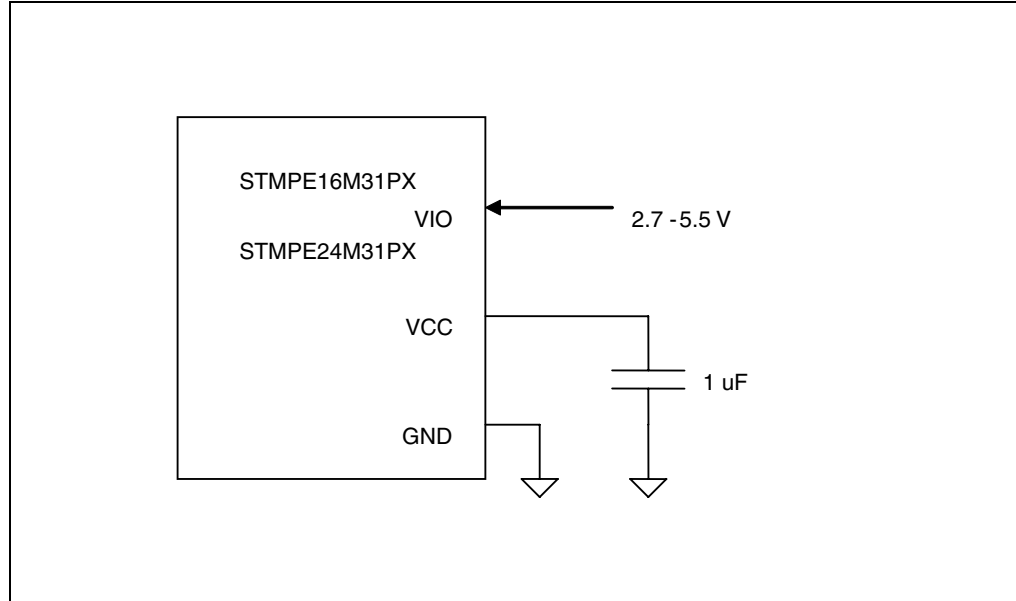 STMPE16M31PX
VIO
2.7 -5.5 V
STMPE24M31PX
VCC
1 uF
GND